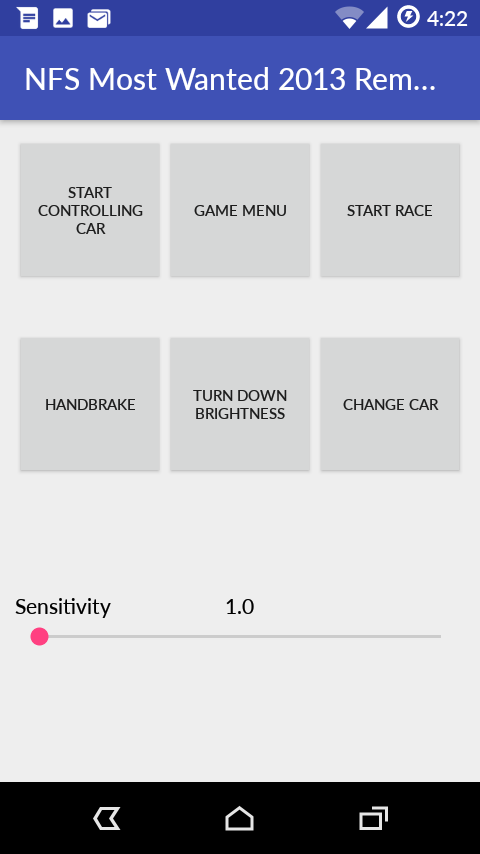 4:22
NFS Most Wanted 2013 Rem...
START
CONTROLLING
CAR
GAME MENU
START RACE
HANDBRAKE
TURN DOWN
BRIGHTNESS
CHANGE CAR
Sensitivity 1.0